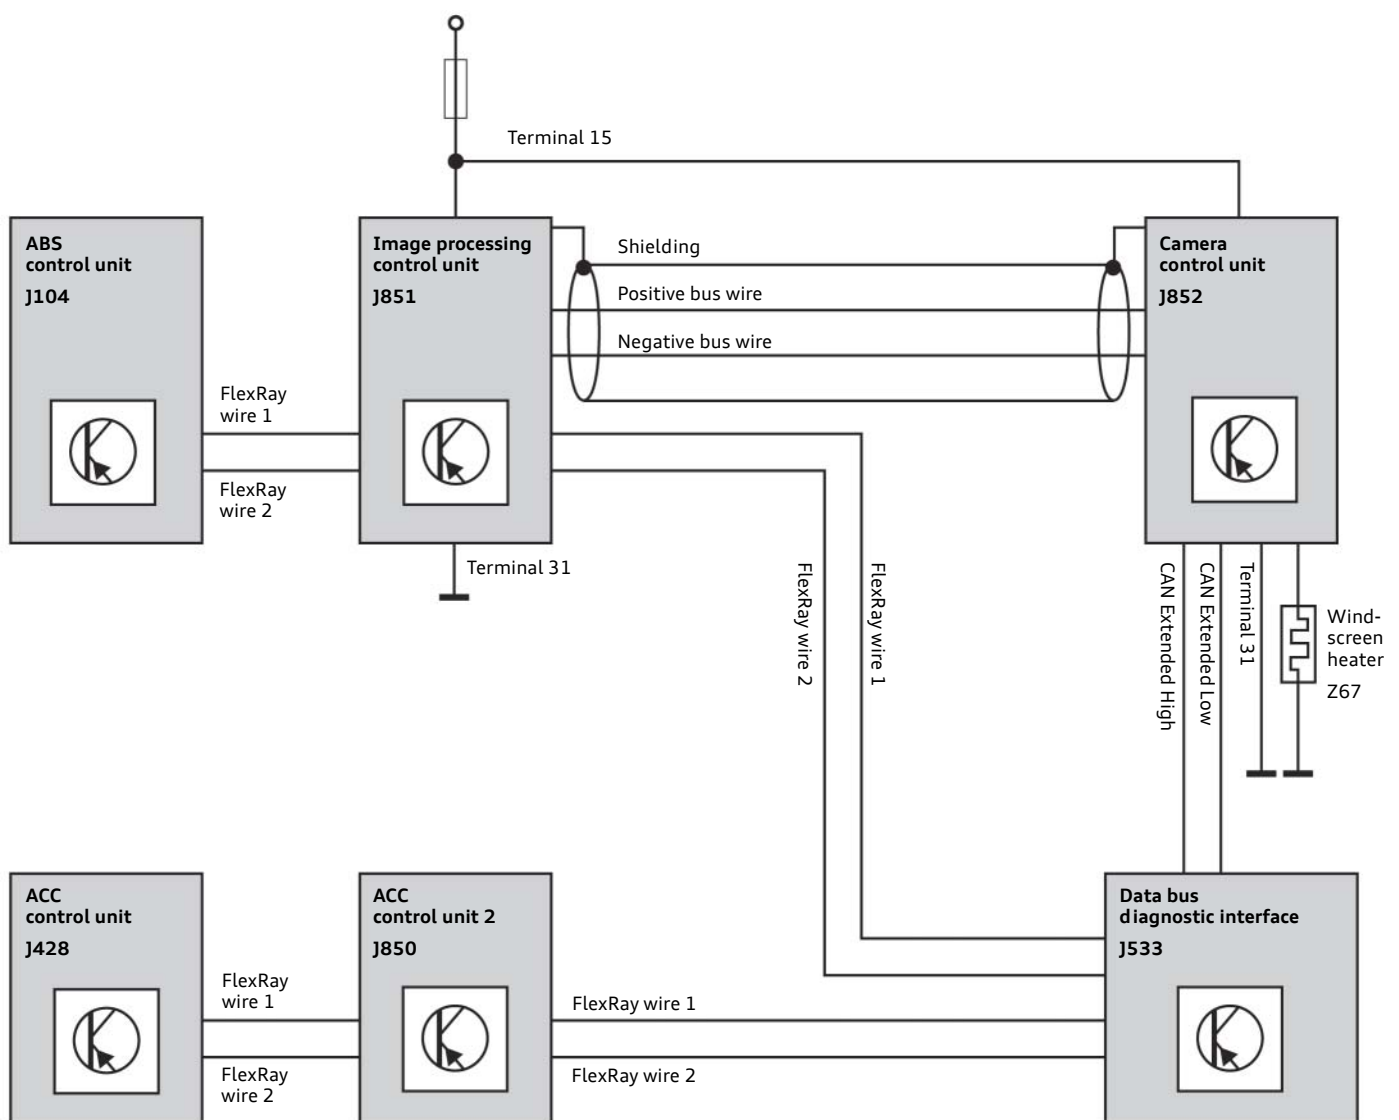 Terminal 15
ABS
control unit
J104
Image processing
control unit
J851
Shielding
Positive bus wire
Negative bus wire
Camera
control unit
J852
FlexRay
wire 1
FlexRay
wire 2
Terminal 31
FlexRay wire 2
FlexRay wire 1
CAN Extended High
CAN Extended Low
Terminal 31
Wind-
screen
heater
Z67
ACC
control unit
J428
ACC
control unit 2
J850
Data bus
diagnostic interface
J533
FlexRay
wire 1
FlexRay wire 1
FlexRay
wire 2
FlexRay wire 2